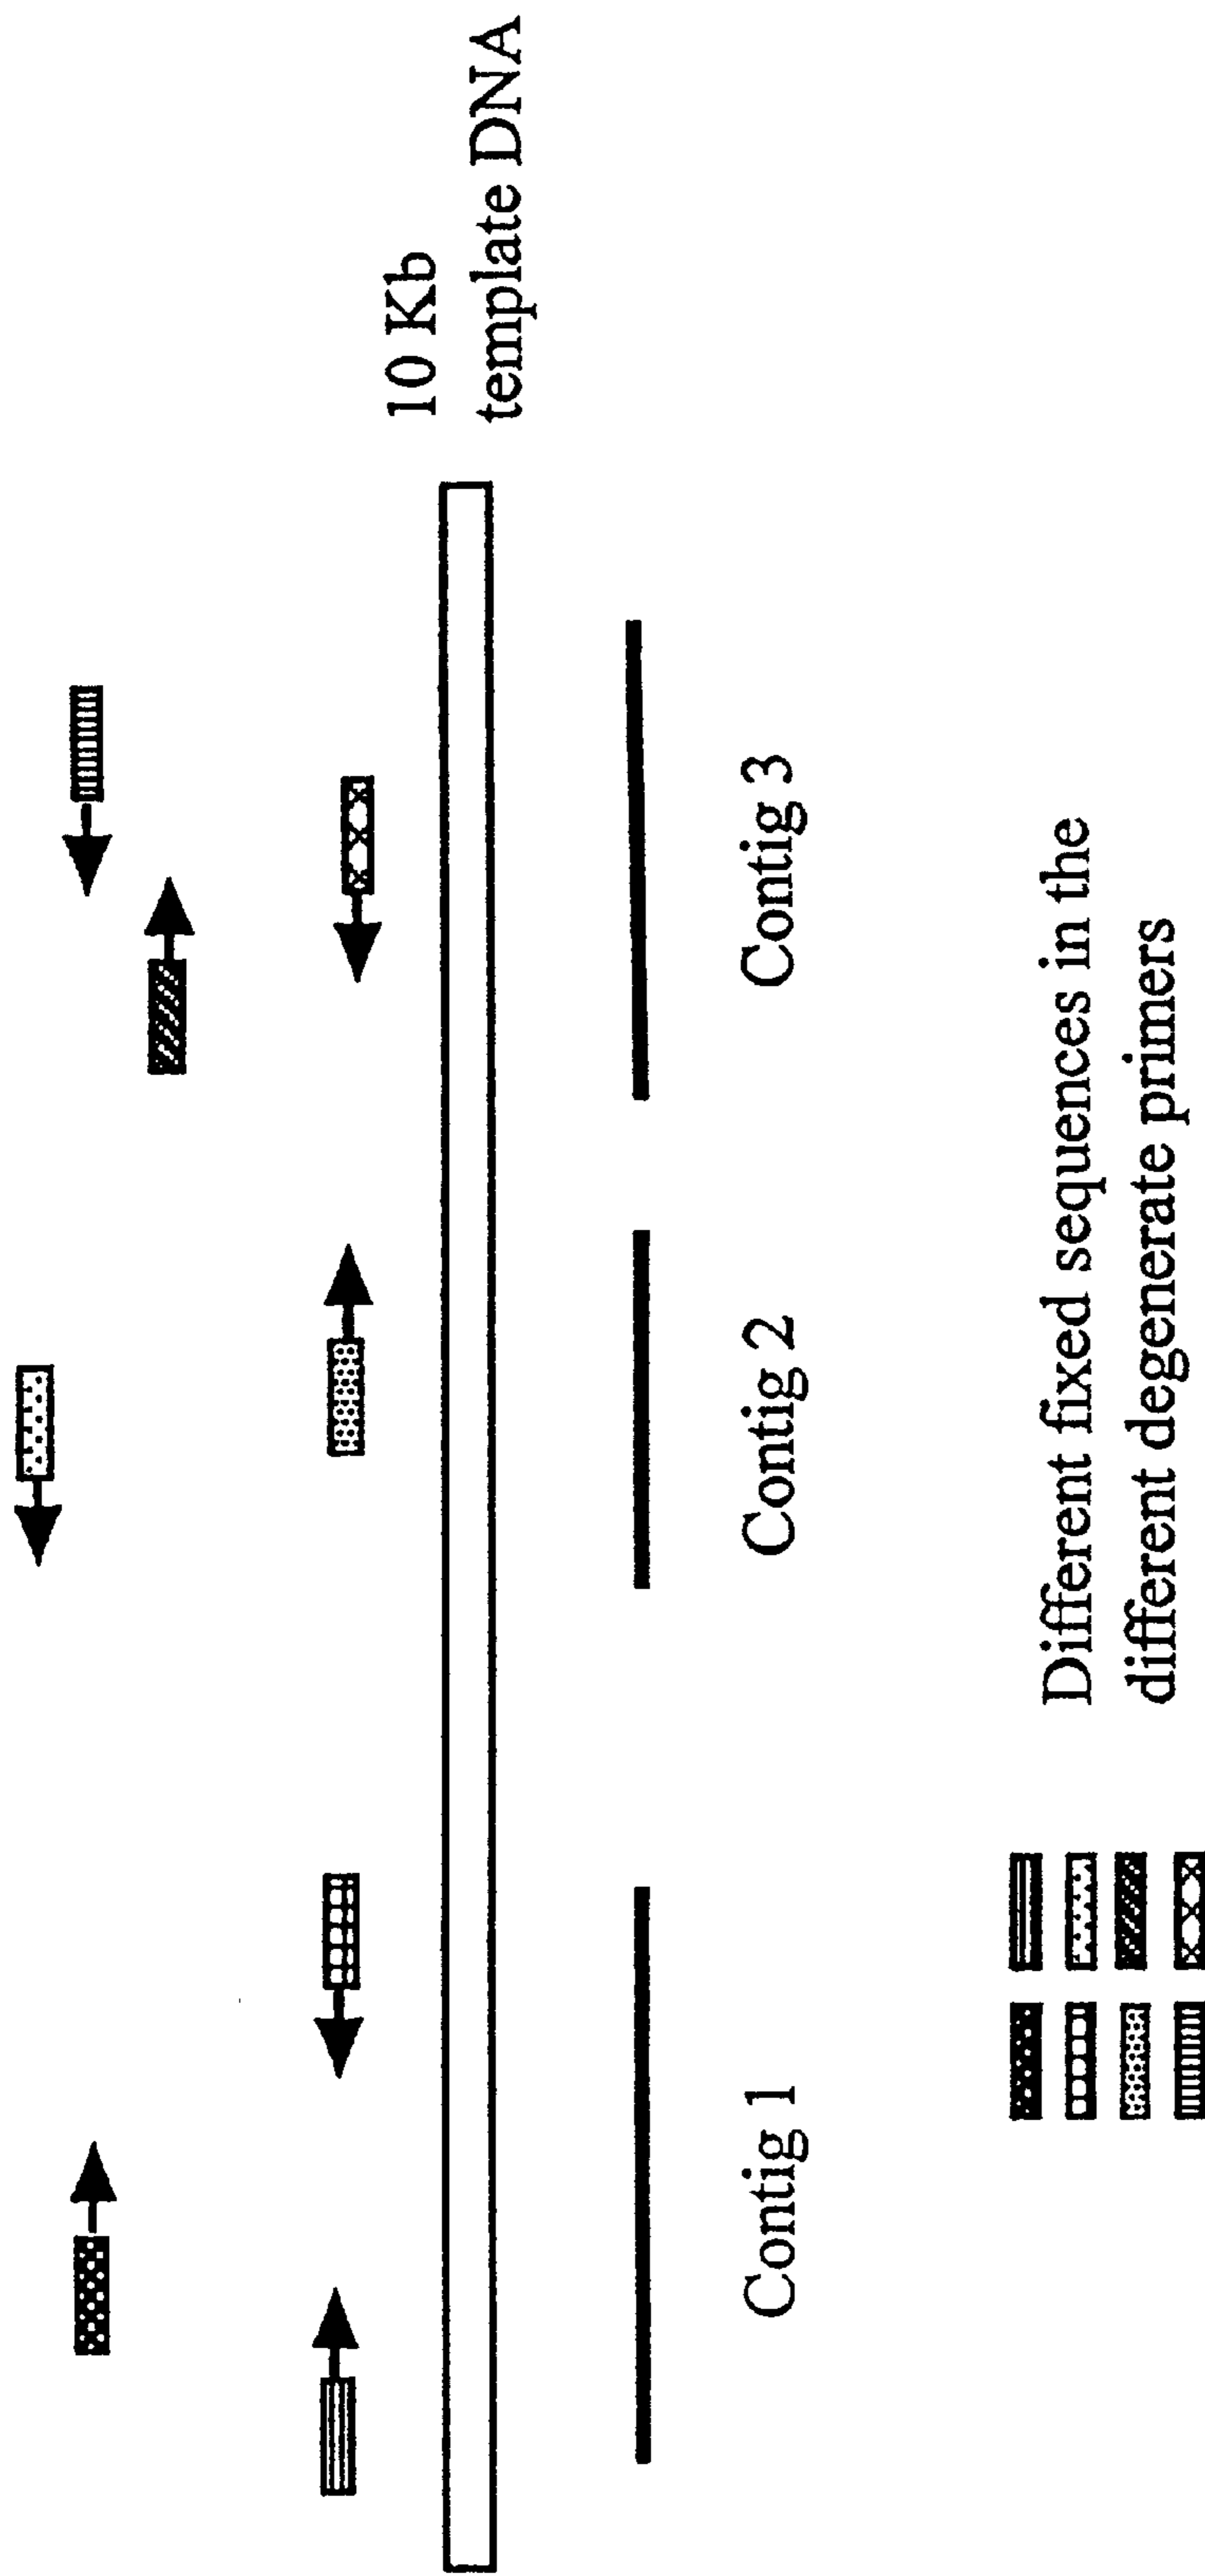 10 Kb
template DNA
Contig 1
Contig 2
Contig 3
Different fixed sequences in the
different degenerate primers